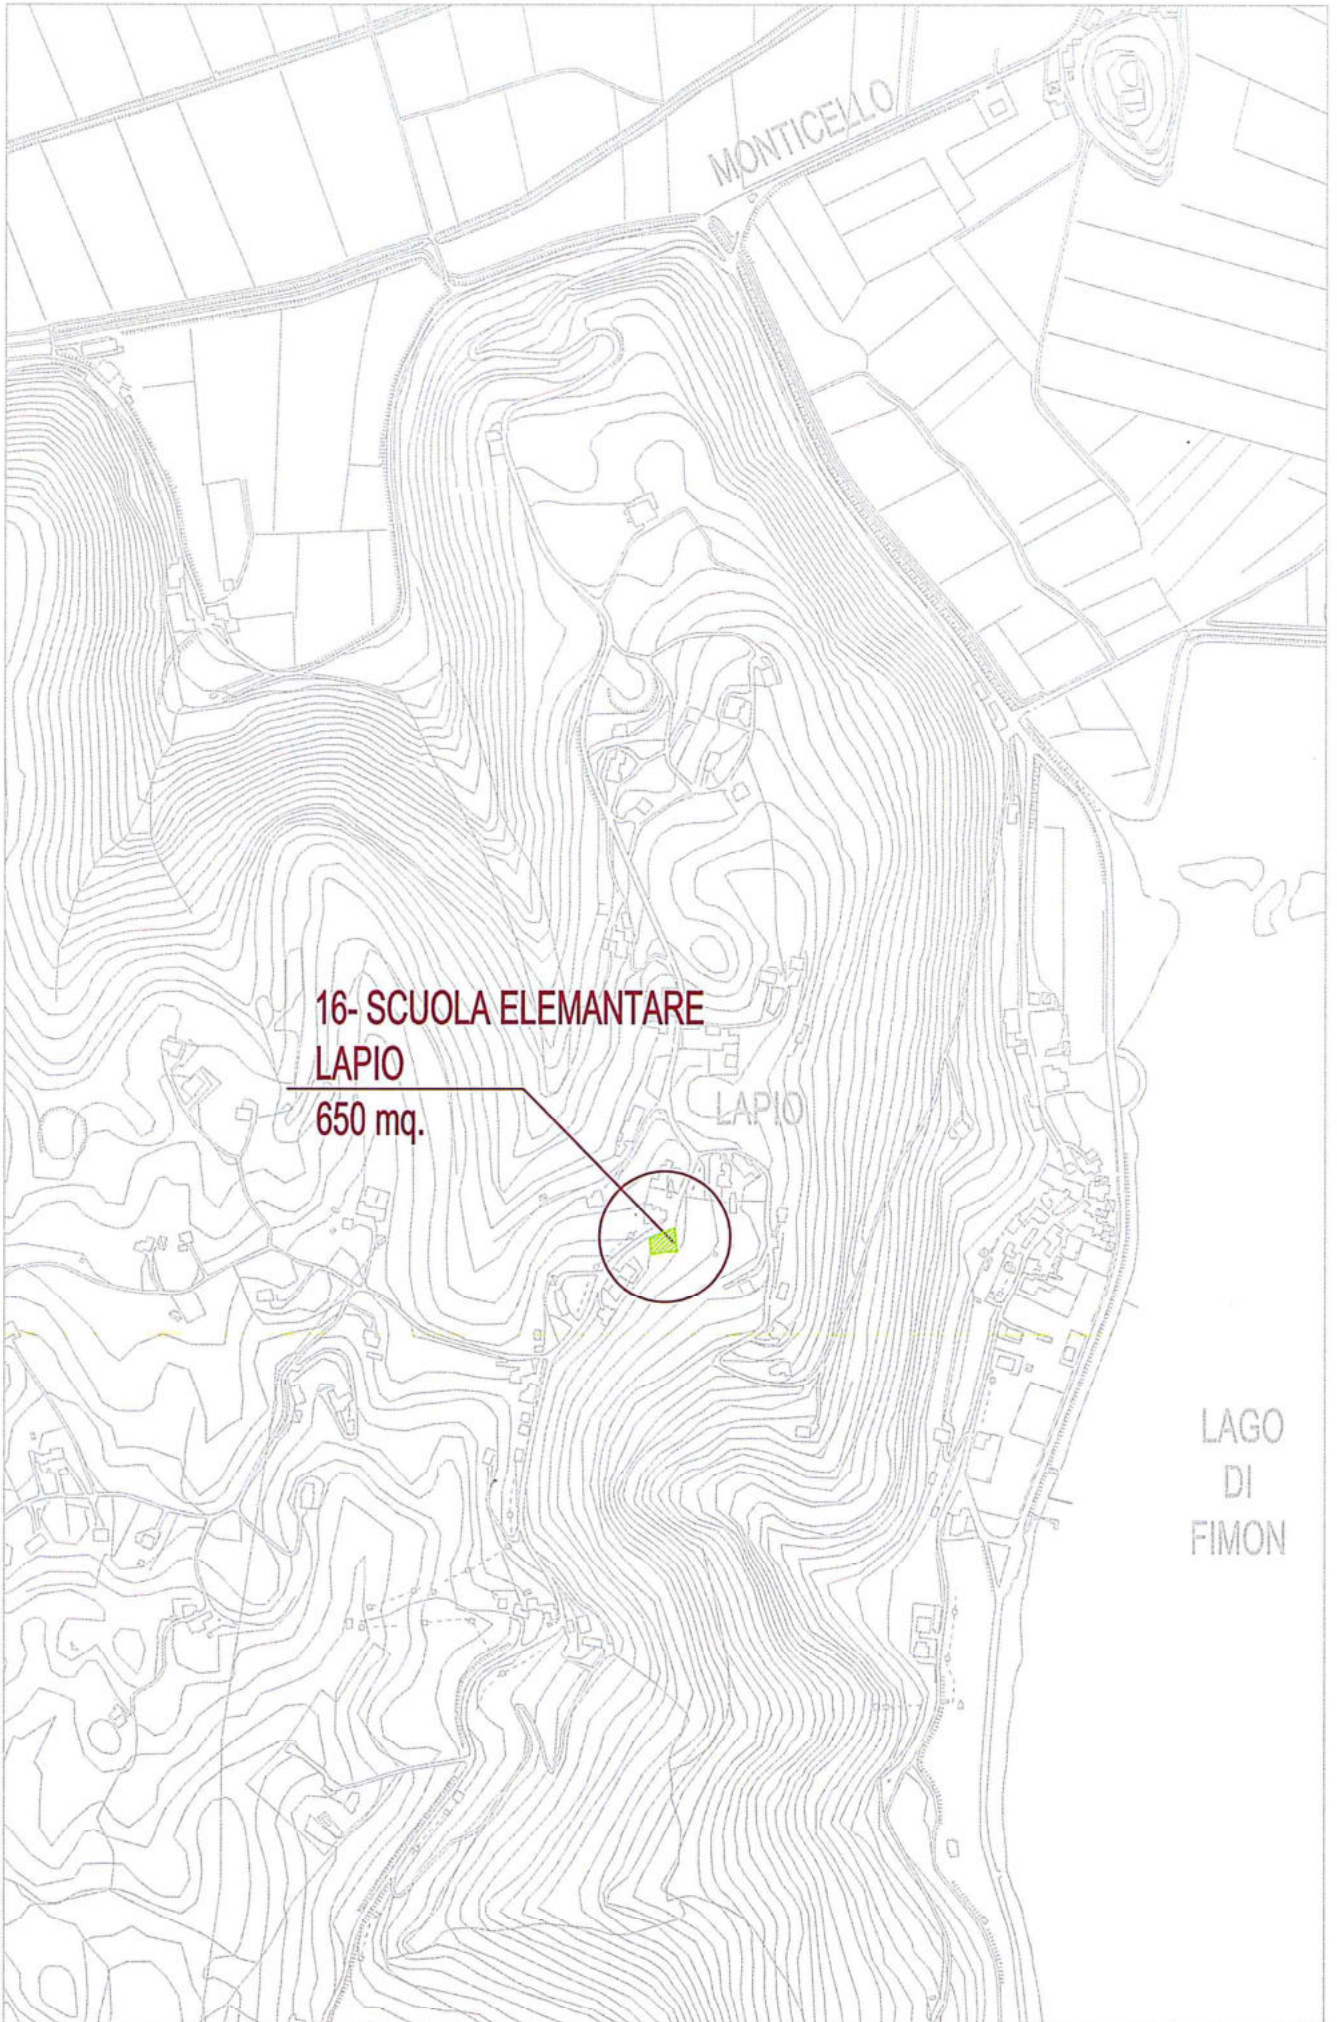 MONTICELLO
16- SCUOLA ELEMANTARE
LAPIO
650 mq.
LAPIO
LAGO
DI
FIMON